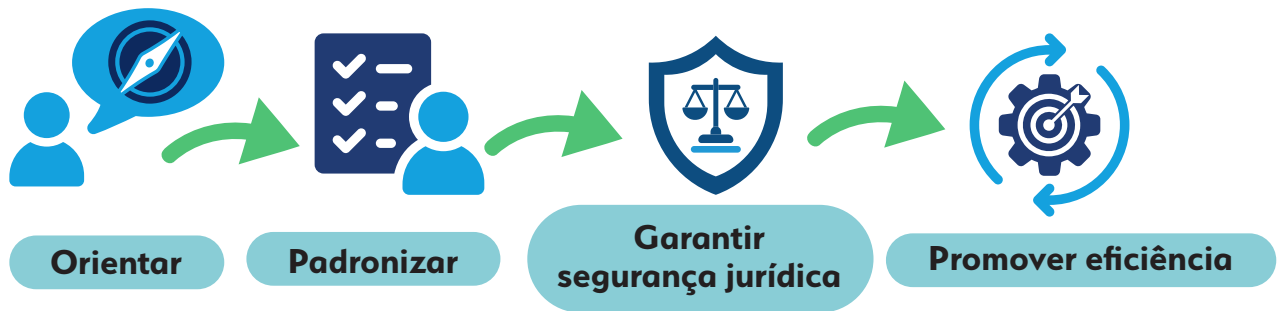 Orientar
Padronizar
Garantir
segurança jurídica
Promover eficiência